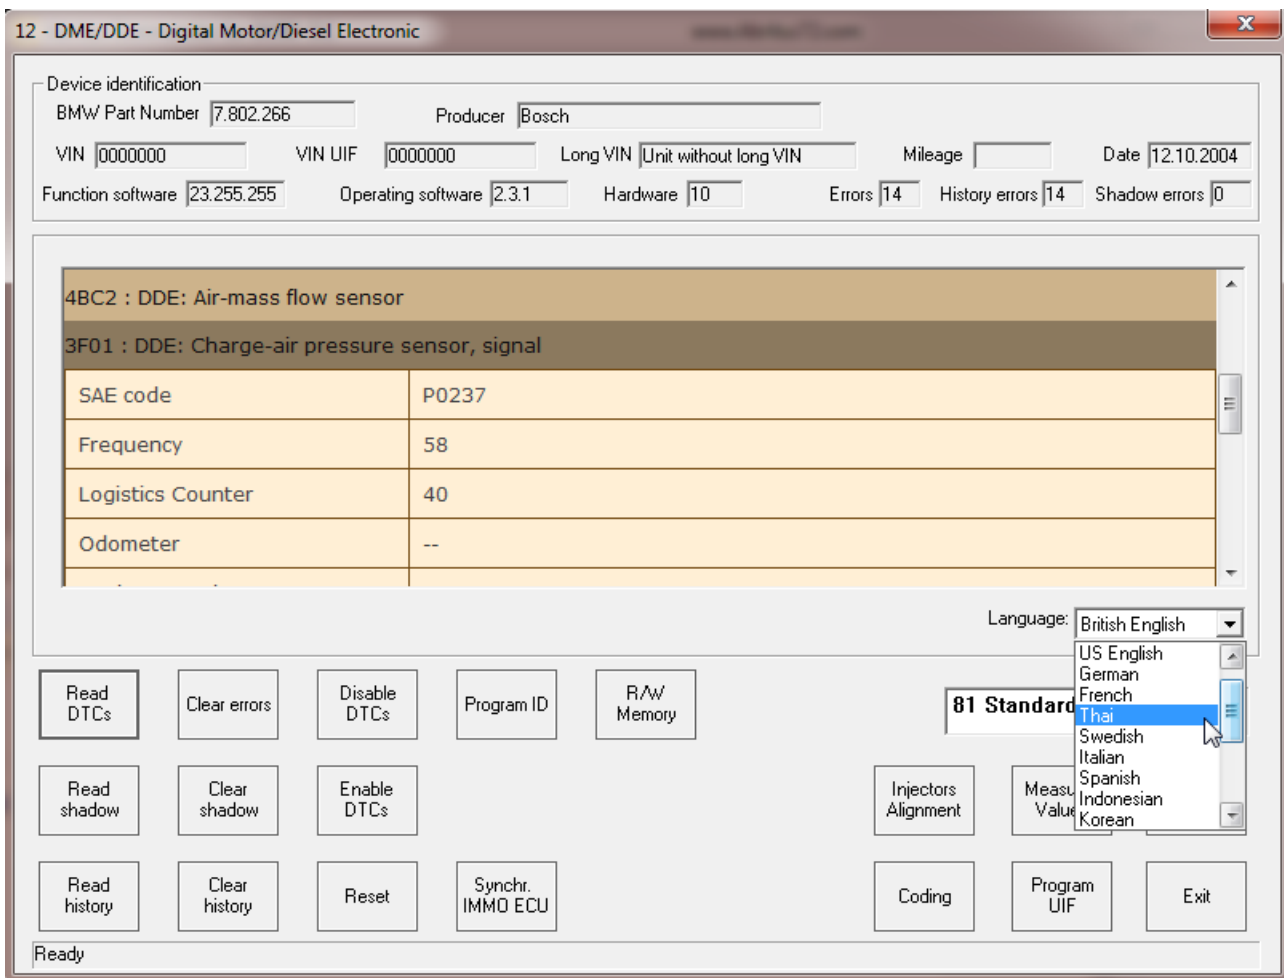 12 - DME/DDE - Digital Motor/Diesel Electronic
Device identification
BMW Part Number 7.802.266 Producer Bosch
VIN 0000000 VIN UIF 0000000 Long VIN Unit without long VIN Mileage Date 12.10.2004
Function software 23.255.255 Operating software 2.3.1 Hardware 10 Errors 14 History errors 14 Shadow errors 0
4BC2 : DDE: Air-mass flow sensor
3F01 : DDE: Charge-air pressure sensor, signal
SAE code P0237
Frequency 58
Logistics Counter 40
Odometer --
Language: British English
US English
German
French
Thai
Swedish
Italian
Spanish
Indonesian
Korean
Read DTCs
Clear errors
Disable DTCs
Program ID
R/W Memory
81 Standard
Read shadow
Clear shadow
Enable DTCs
Injectors Alignment
Measu
Value
Read history
Clear history
Reset
Synchr. IMMO ECU
Coding
Program UIF
Exit
Ready